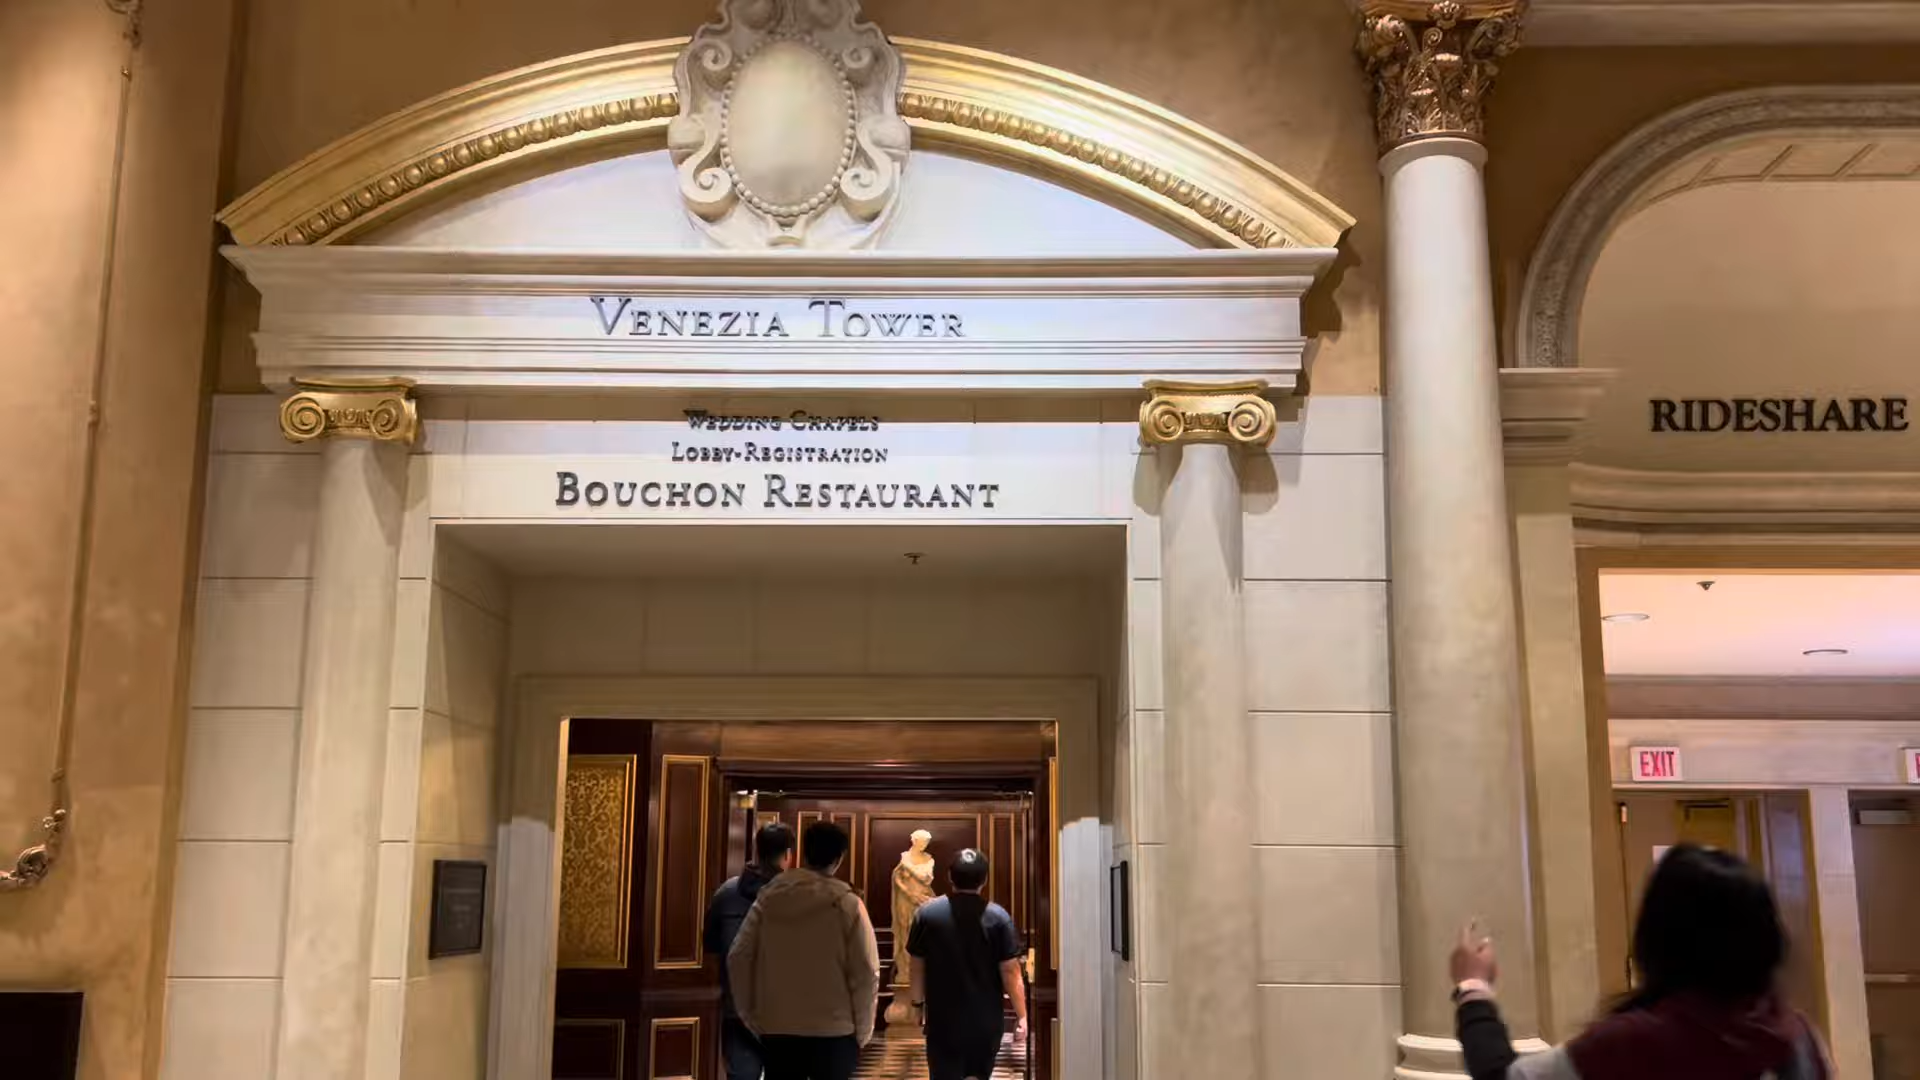 VENEZIA TOWER
WEDDING CHAPELS
LOBBY-REGISTRATION
BOUCHON RESTAURANT
RIDESHARE
EXIT